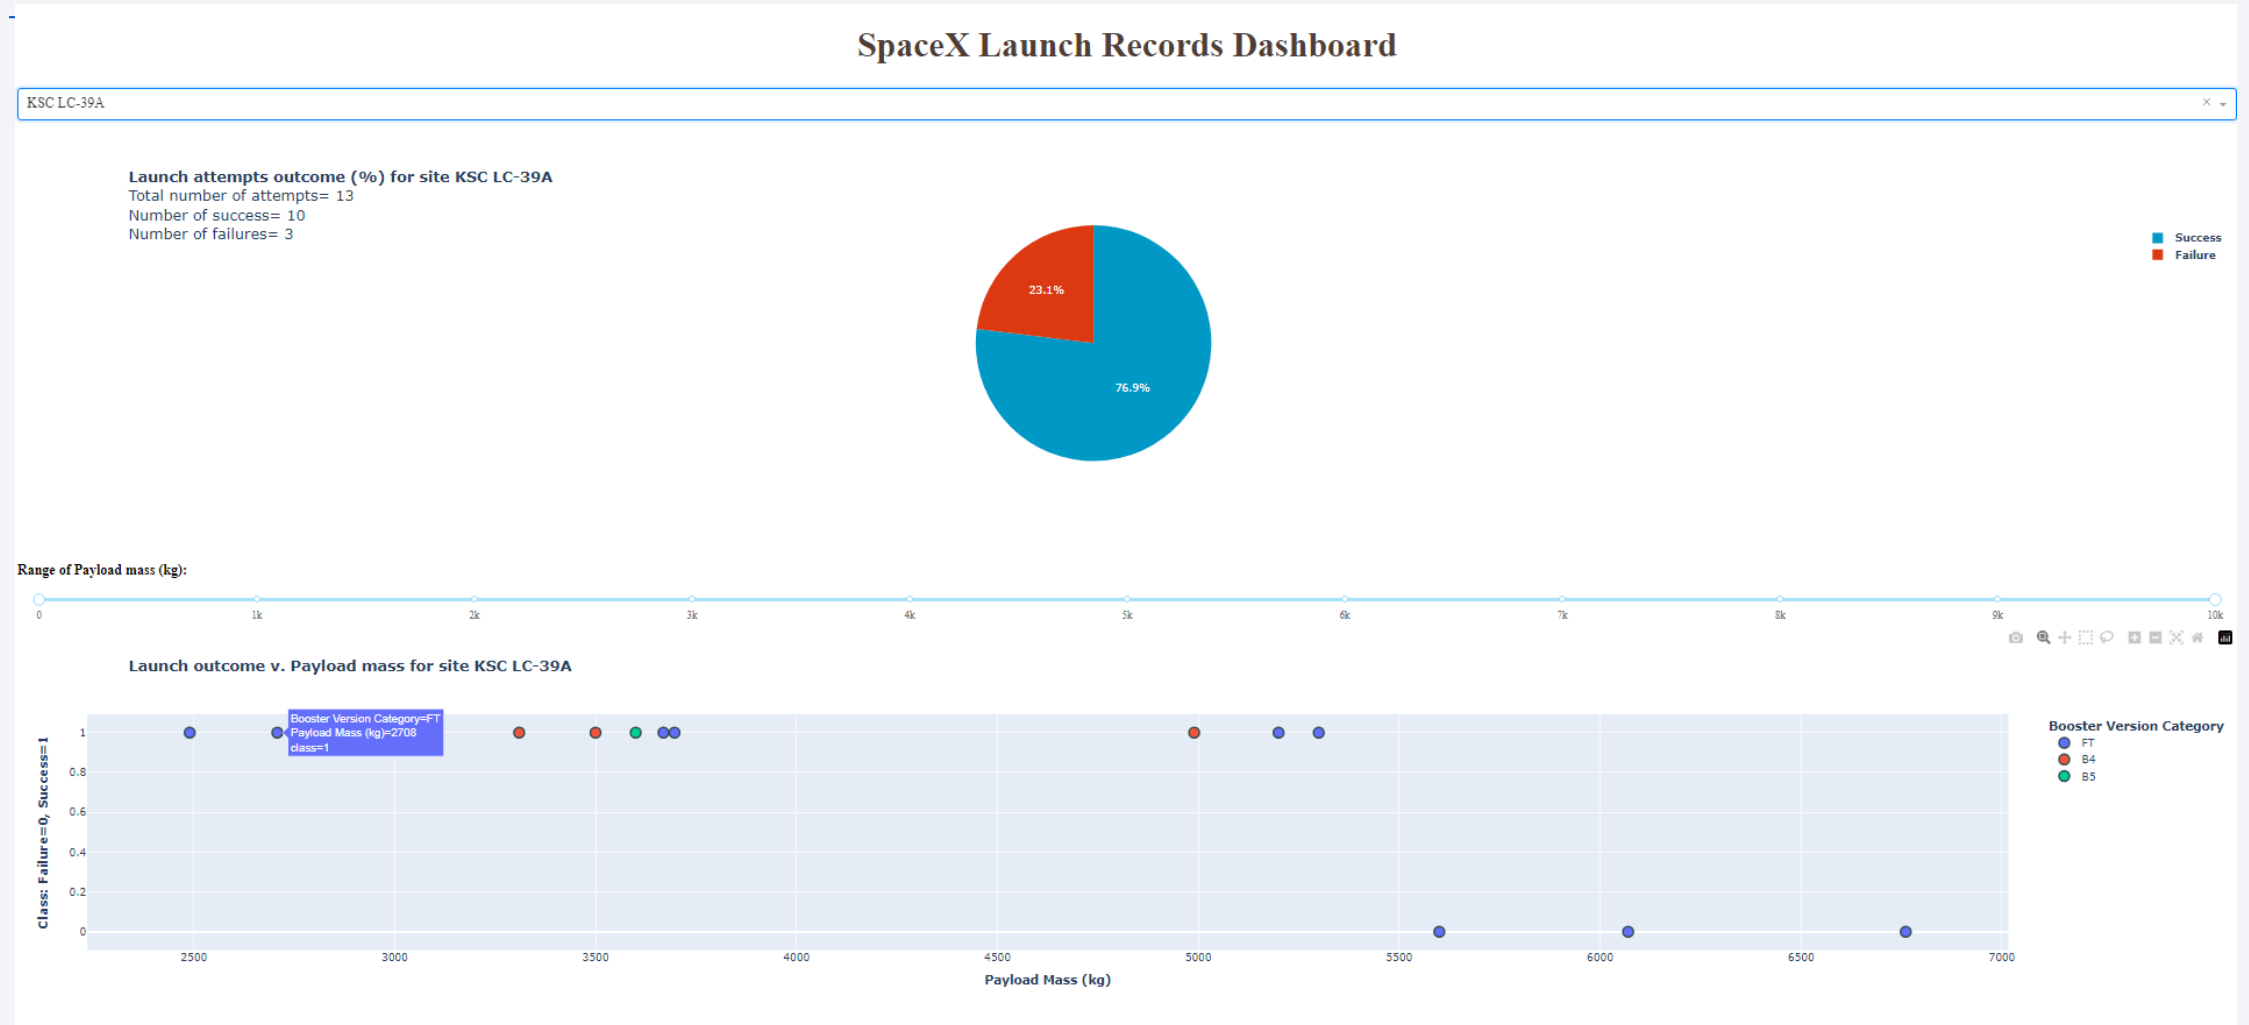 SpaceX Launch Records Dashboard
KSC LC-39A
×
Launch attempts outcome (%) for site KSC LC-39A
Total number of attempts= 13
Number of success= 10
Number of failures= 3
Success
Failure
23.1%
76.9%
Range of Payload mass (kg):
0 1k 2k 3k 4k 5k 6k 7k 8k 9k 10k
Launch outcome v. Payload mass for site KSC LC-39A
Booster Version Category=FT
Payload Mass (kg)=2708
class=1
Booster Version Category
FT
B4
B5
Class: Failure=0, Success=1
1
0.8
0.6
0.4
0.2
0
2500 3000 3500 4000 4500 5000 5500 6000 6500 7000
Payload Mass (kg)